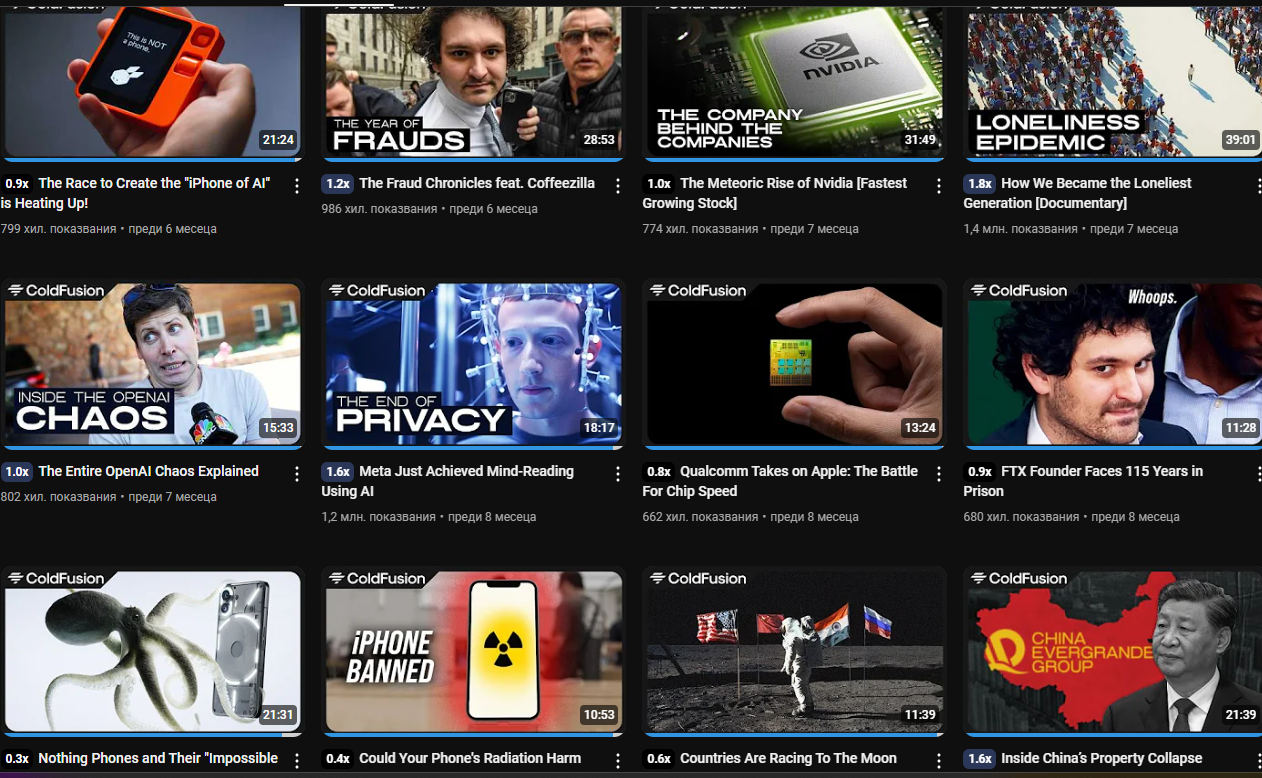 This is NOT
a phone.
21:24
THE YEAR OF
FRAUDS
28:53
NVIDIA
THE COMPANY
BEHIND THE
COMPANIES
31:49
LONELINESS
EPIDEMIC
39:01
0.9x The Race to Create the "iPhone of AI"
is Heating Up!
799 хил. показвания • преди 6 месеца
1.2x The Fraud Chronicles feat. Coffeezilla
986 хил. показвания • преди 6 месеца
1.0x The Meteoric Rise of Nvidia [Fastest
Growing Stock]
774 хил. показвания • преди 7 месеца
1.8x How We Became the Loneliest
Generation [Documentary]
1,4 млн. показвания • преди 7 месеца
ColdFusion
INSIDE THE OPENAI
CHAOS
15:33
ColdFusion
THE END OF
PRIVACY
18:17
ColdFusion
13:24
ColdFusion
Whoops.
11:28
1.0x The Entire OpenAI Chaos Explained
802 хил. показвания • преди 7 месеца
1.6x Meta Just Achieved Mind-Reading
Using AI
1,2 млн. показвания • преди 8 месеца
0.8x Qualcomm Takes on Apple: The Battle
For Chip Speed
662 хил. показвания • преди 8 месеца
0.9x FTX Founder Faces 115 Years in
Prison
680 хил. показвания • преди 8 месеца
ColdFusion
21:31
ColdFusion
iPHONE
BANNED
10:53
ColdFusion
11:39
ColdFusion
CHINA
EVERGRANDE
GROUP
21:39
0.3x Nothing Phones and Their "Impossible
0.4x Could Your Phone's Radiation Harm
0.6x Countries Are Racing To The Moon
1.6x Inside China's Property Collapse